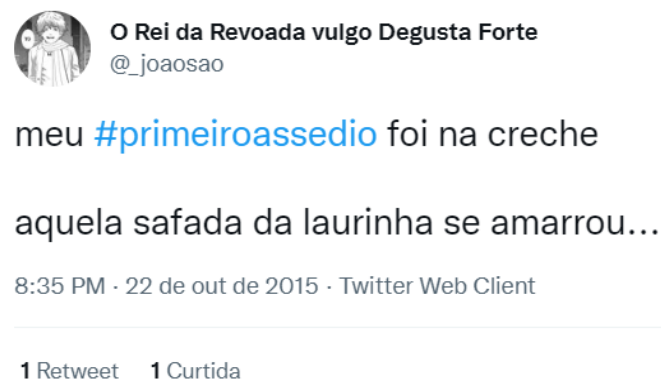 O Rei da Revoada vulgo Degusta Forte
@_joaosao
meu #primeiroassedio foi na creche
aquela safada da laurinha se amarrou...
8:35 PM · 22 de out de 2015 · Twitter Web Client
1 Retweet 1 Curtida